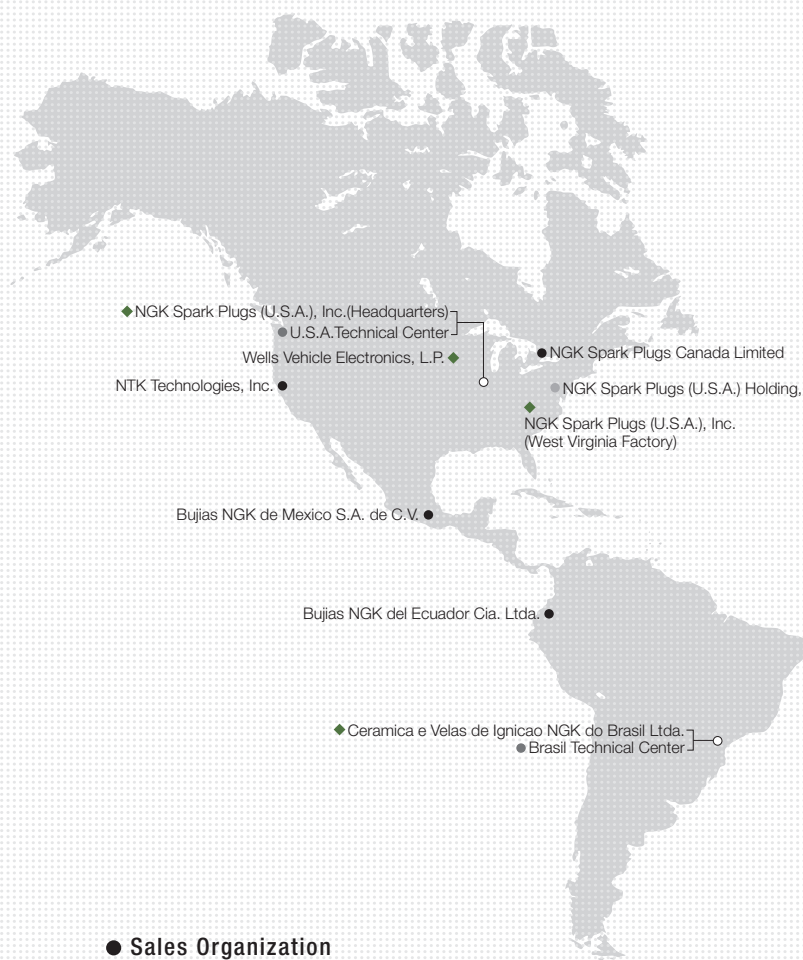 NGK Spark Plugs (U.S.A.), Inc.(Headquarters)
U.S.A.Technical Center
Wells Vehicle Electronics, L.P.
NGK Spark Plugs Canada Limited
NTK Technologies, Inc.
NGK Spark Plugs (U.S.A.) Holding,
NGK Spark Plugs (U.S.A.), Inc.
(West Virginia Factory)
Bujias NGK de Mexico S.A. de C.V.
Bujias NGK del Ecuador Cia. Ltda.
Ceramica e Velas de Ignicao NGK do Brasil Ltda.
Brasil Technical Center
Sales Organization